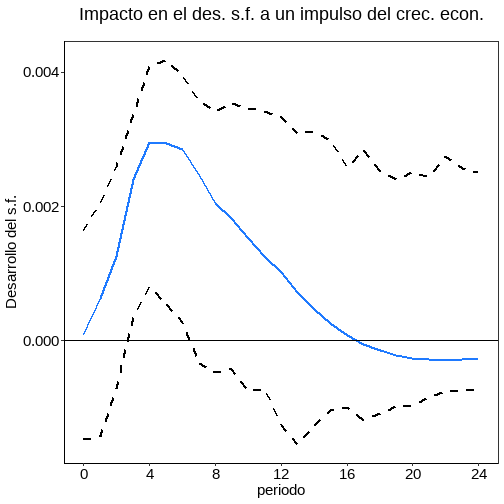 Impacto en el des. s.f. a un impulso del crec. econ.
Desarrollo del s.f.
0.004
0.002
0.000
0 4 8 12 16 20 24
periodo